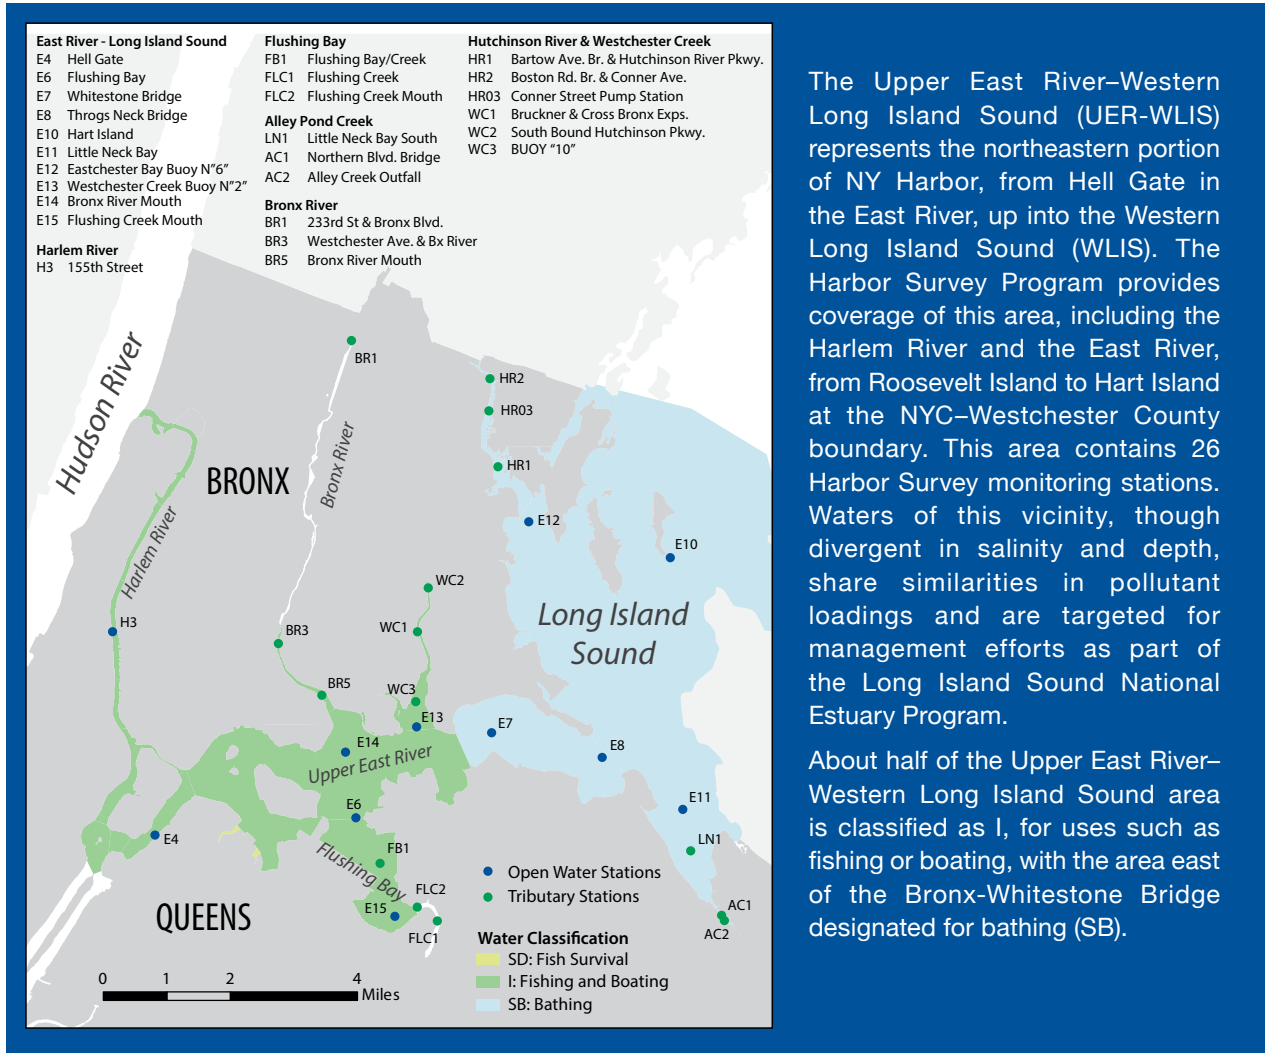 East River - Long Island Sound
E4 Hell Gate
E6 Flushing Bay
E7 Whitestone Bridge
E8 Throgs Neck Bridge
E10 Hart Island
E11 Little Neck Bay
E12 Eastchester Bay Buoy N"6"
E13 Westchester Creek Buoy N"2"
E14 Bronx River Mouth
E15 Flushing Creek Mouth
Harlem River
H3 155th Street
Flushing Bay
FB1 Flushing Bay/Creek
FLC1 Flushing Creek
FLC2 Flushing Creek Mouth
Alley Pond Creek
LN1 Little Neck Bay South
AC1 Northern Blvd. Bridge
AC2 Alley Creek Outfall
Bronx River
BR1 233rd St & Bronx Blvd.
BR3 Westchester Ave. & Bx River
BR5 Bronx River Mouth
Hutchinson River & Westchester Creek
HR1 Bartow Ave. Br. & Hutchinson River Pkwy.
HR2 Boston Rd. Br. & Conner Ave.
HR03 Conner Street Pump Station
WC1 Bruckner & Cross Bronx Exps.
WC2 South Bound Hutchinson Pkwy.
WC3 BUOY "10"
Hudson River
BR1
HR2
HR03
Bronx River
HR1
BRONX
Harlem River
E12
E10
WC2
Long Island
Sound
H3
BR3
WC1
BR5
WC3
E13
E7
E14
E8
Upper East River
E6
E11
E4
FB1
LN1
Flushing Bay
Open Water Stations
FLC2
Tributary Stations
E15
AC1
QUEENS
FLC1
AC2
Water Classification
SD: Fish Survival
I: Fishing and Boating
SB: Bathing
0 1 2 4
Miles
The Upper East River–Western
Long Island Sound (UER-WLIS)
represents the northeastern portion
of NY Harbor, from Hell Gate in
the East River, up into the Western
Long Island Sound (WLIS). The
Harbor Survey Program provides
coverage of this area, including the
Harlem River and the East River,
from Roosevelt Island to Hart Island
at the NYC–Westchester County
boundary. This area contains 26
Harbor Survey monitoring stations.
Waters of this vicinity, though
divergent in salinity and depth,
share similarities in pollutant
loadings and are targeted for
management efforts as part of
the Long Island Sound National
Estuary Program.
About half of the Upper East River–
Western Long Island Sound area
is classified as I, for uses such as
fishing or boating, with the area east
of the Bronx-Whitestone Bridge
designated for bathing (SB).